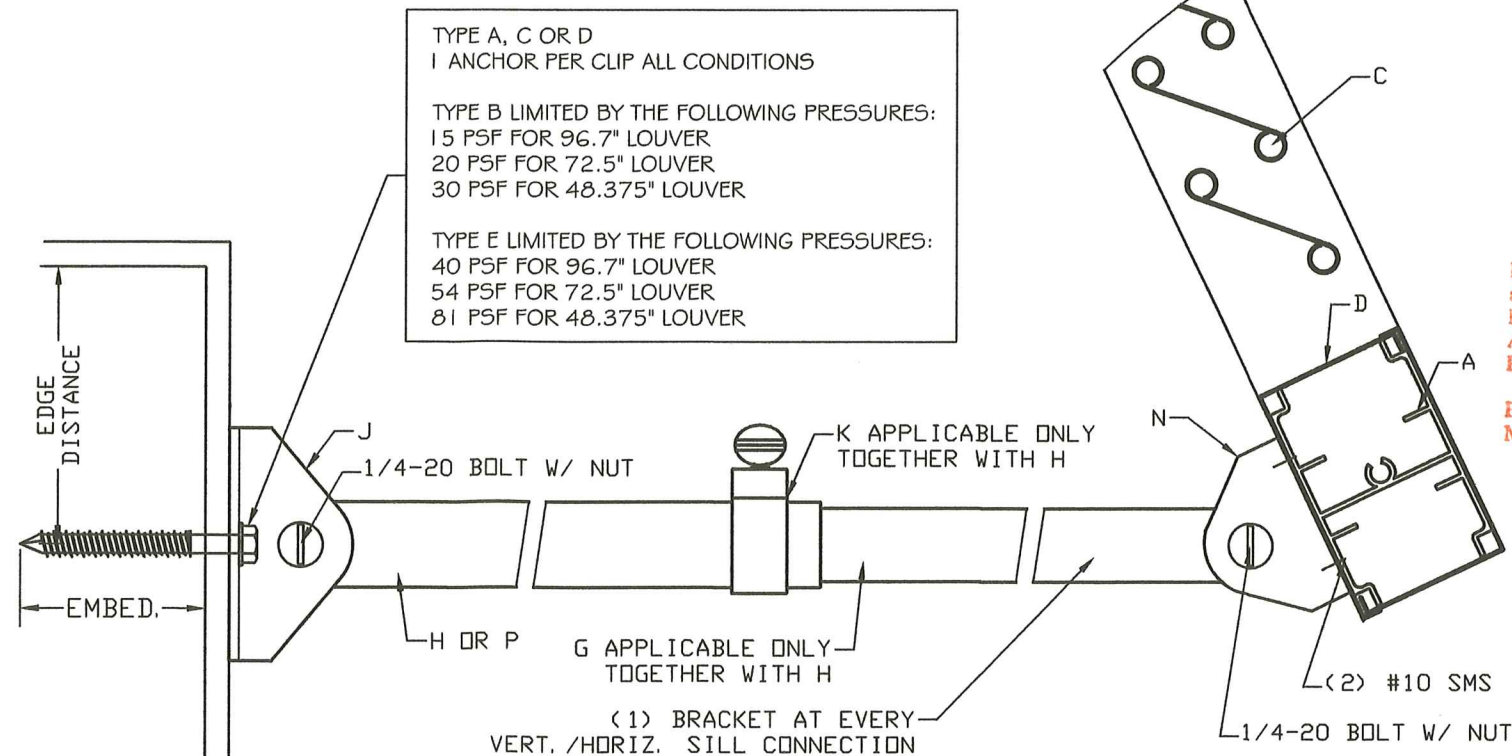 TYPE A, C OR D
1 ANCHOR PER CLIP ALL CONDITIONS
TYPE B LIMITED BY THE FOLLOWING PRESSURES:
15 PSF FOR 96.7" LOUVER
20 PSF FOR 72.5" LOUVER
30 PSF FOR 48.375" LOUVER
TYPE E LIMITED BY THE FOLLOWING PRESSURES:
40 PSF FOR 96.7" LOUVER
54 PSF FOR 72.5" LOUVER
81 PSF FOR 48.375" LOUVER
C
D
A
EDGE
DISTANCE
J
1/4-20 BOLT W/ NUT
K APPLICABLE ONLY
TOGETHER WITH H
N
EMBED.
H OR P
G APPLICABLE ONLY
TOGETHER WITH H
(1) BRACKET AT EVERY
VERT. /HORIZ. SILL CONNECTION
(2) #10 SMS
1/4-20 BOLT W/ NUT